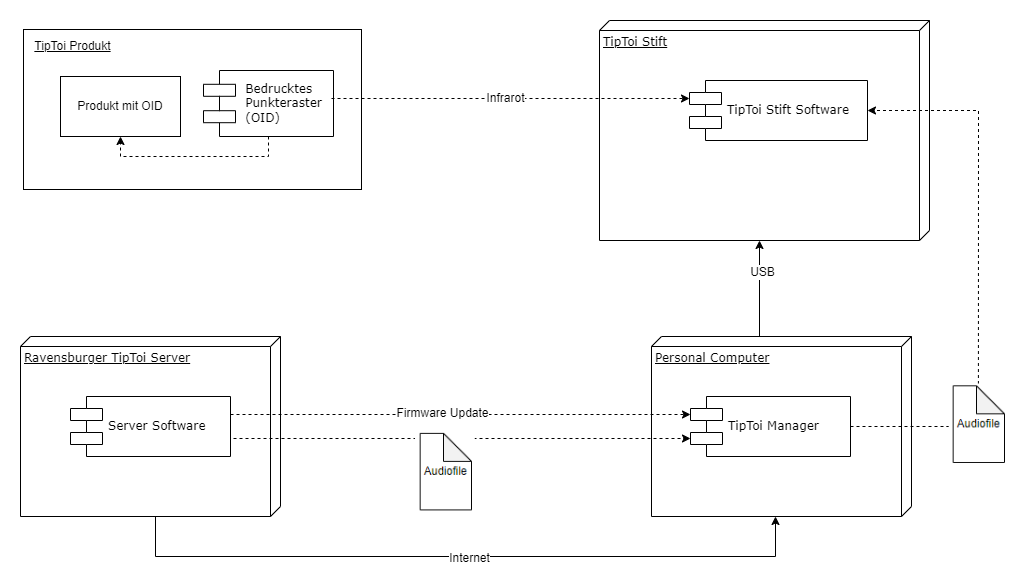 TipToi Produkt
Produkt mit OID
Bedrucktes
Punkteraster
(OID)
Infrarot
TipToi Stift
TipToi Stift Software
USB
Ravensburger TipToi Server
Server Software
Firmware Update
Audiofile
Personal Computer
TipToi Manager
Audiofile
Internet